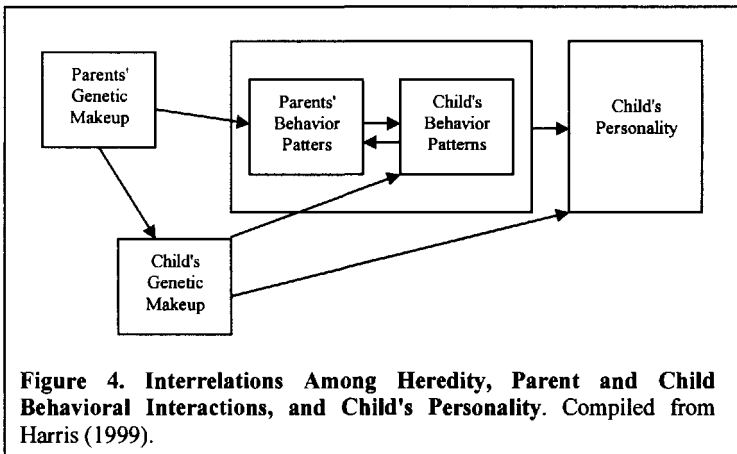 Parents'
Genetic
Makeup
Parents'
Behavior
Patters
Child's
Behavior
Patterns
Child's
Personality
Child's
Genetic
Makeup
Figure 4. Interrelations Among Heredity, Parent and Child
Behavioral Interactions, and Child's Personality. Compiled from
Harris (1999).